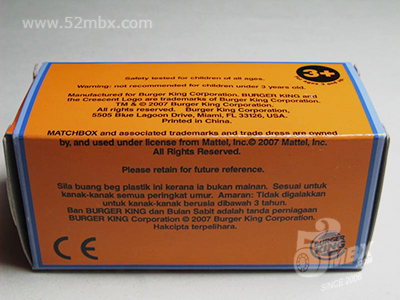 www.52mbx.com
Safety tested for children of all ages.
Warning: not recommended for children under 3 years old.
3+
Manufactured for Burger King Corporation. BURGER KING and
the Crescent Logo are trademarks of Burger King Corporation.
TM & © 2007 Burger King Corporation.
All rights reserved.
5505 Blue Lagoon Drive, Miami, FL 33126, USA.
Printed in China.
MATCHBOX and associated trademarks and trade dress are owned
by, and used under license from Mattel, Inc.© 2007 Mattel, Inc.
All Rights Reserved.
Please retain for future reference.
Sila buang beg plastik ini kerana ia bukan mainan. Sesuai untuk
kanak-kanak semua peringkat umur. Amaran: Tidak digalakkan
untuk kanak-kanak berusia dibawah 3 tahun.
Ban BURGER KING dan Bulan Sabit adalah tanda perniagaan
BURGER KING Corporation © 2007 Burger King Corporation.
Hakcipta terpelihara.
CE
BURGER
KING